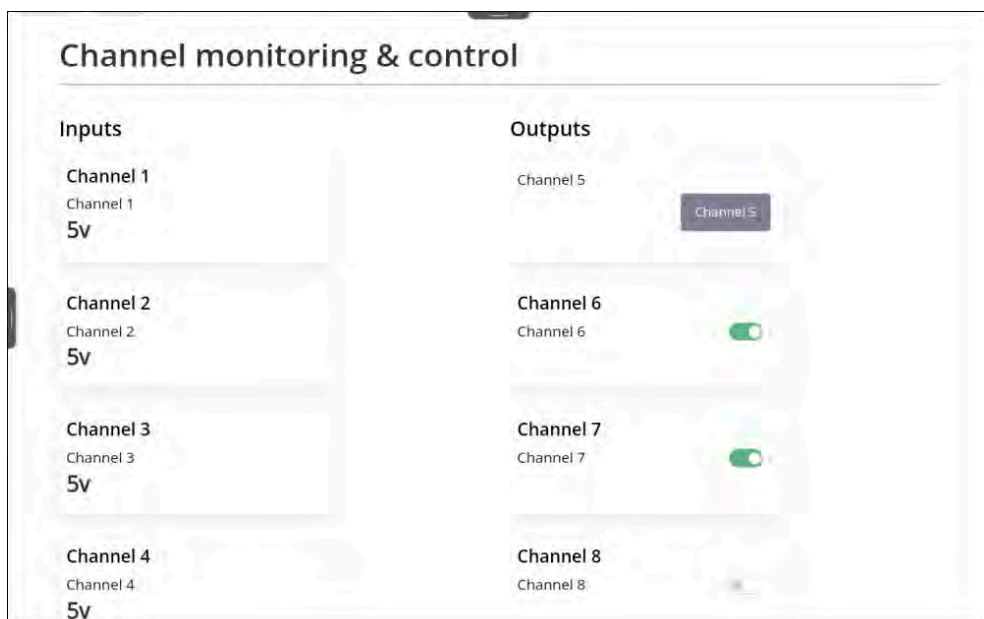 Channel monitoring & control
Inputs
Channel 1
Channel 1
5v
Channel 2
Channel 2
5v
Channel 3
Channel 3
5v
Channel 4
Channel 4
5v
Outputs
Channel 5
Channel 5
Channel 6
Channel 6
Channel 7
Channel 7
Channel 8
Channel 8